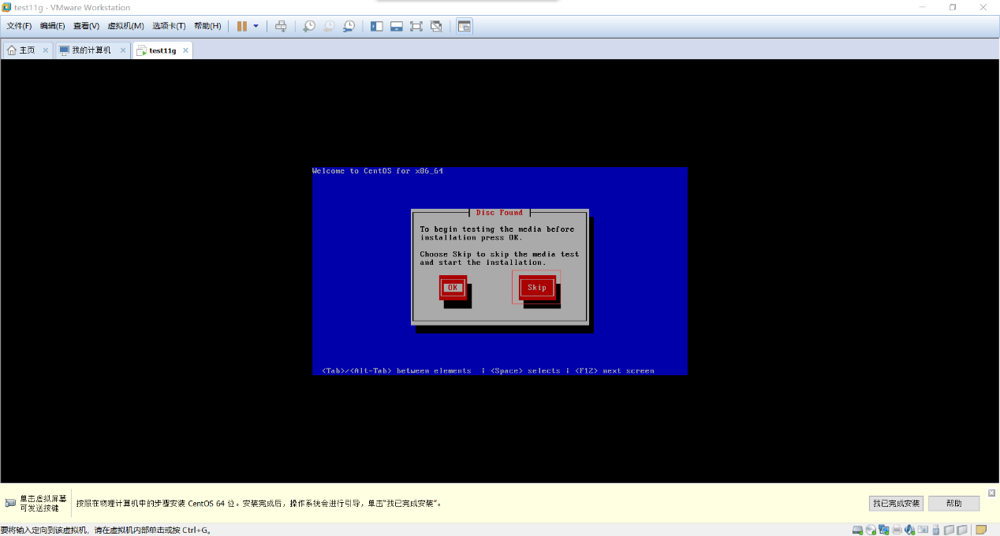 test11g - VMware Workstation
文件(F) 编辑(E) 查看(V) 虚拟机(M) 选项卡(T) 帮助(H)
主页 我的计算机 test11g
Welcome to CentOS for x86_64
Disc Found
To begin testing the media before
installation press OK.
Choose Skip to skip the media test
and start the installation.
OK Skip
<Tab>/<Alt-Tab> between elements | <Space> selects | <F12> next screen
单击虚拟屏幕
可发送按键
按照在物理计算机中的步骤安装 CentOS 64 位。安装完成后，操作系统会进行引导，单击“我已完成安装”。
我已完成安装 帮助
要将输入定向到该虚拟机，请在虚拟机内部单击或按 Ctrl+G。